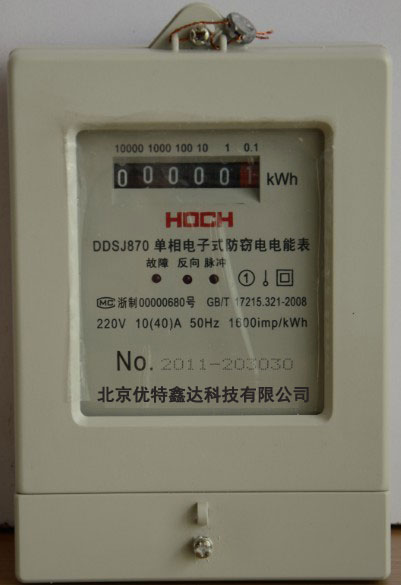 10000 1000 100 10 1 0.1
0 0 0 0 0 1 kWh
HOCH
DDSJ870 单相电子式防窃电电能表
故障 反向 脉冲
1
MC 浙制00000680号 GB/T 17215.321-2008
220V 10(40)A 50Hz 1600imp/kWh
No. 2011-203030
北京优特鑫达科技有限公司